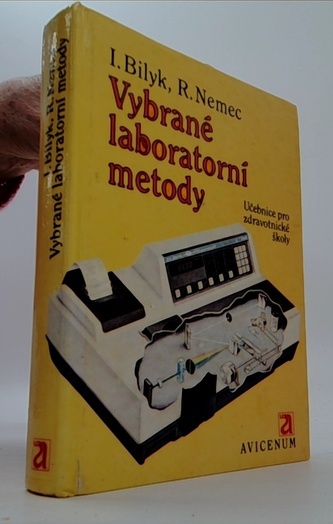 I. Bilyk, R. Nemec
Vybrané
laboratorní
metody
Učebnice pro
zdravotnické
školy
a
AVICENUM
I. Bilyk, R. Nemec
Vybrané laboratorní metody
a